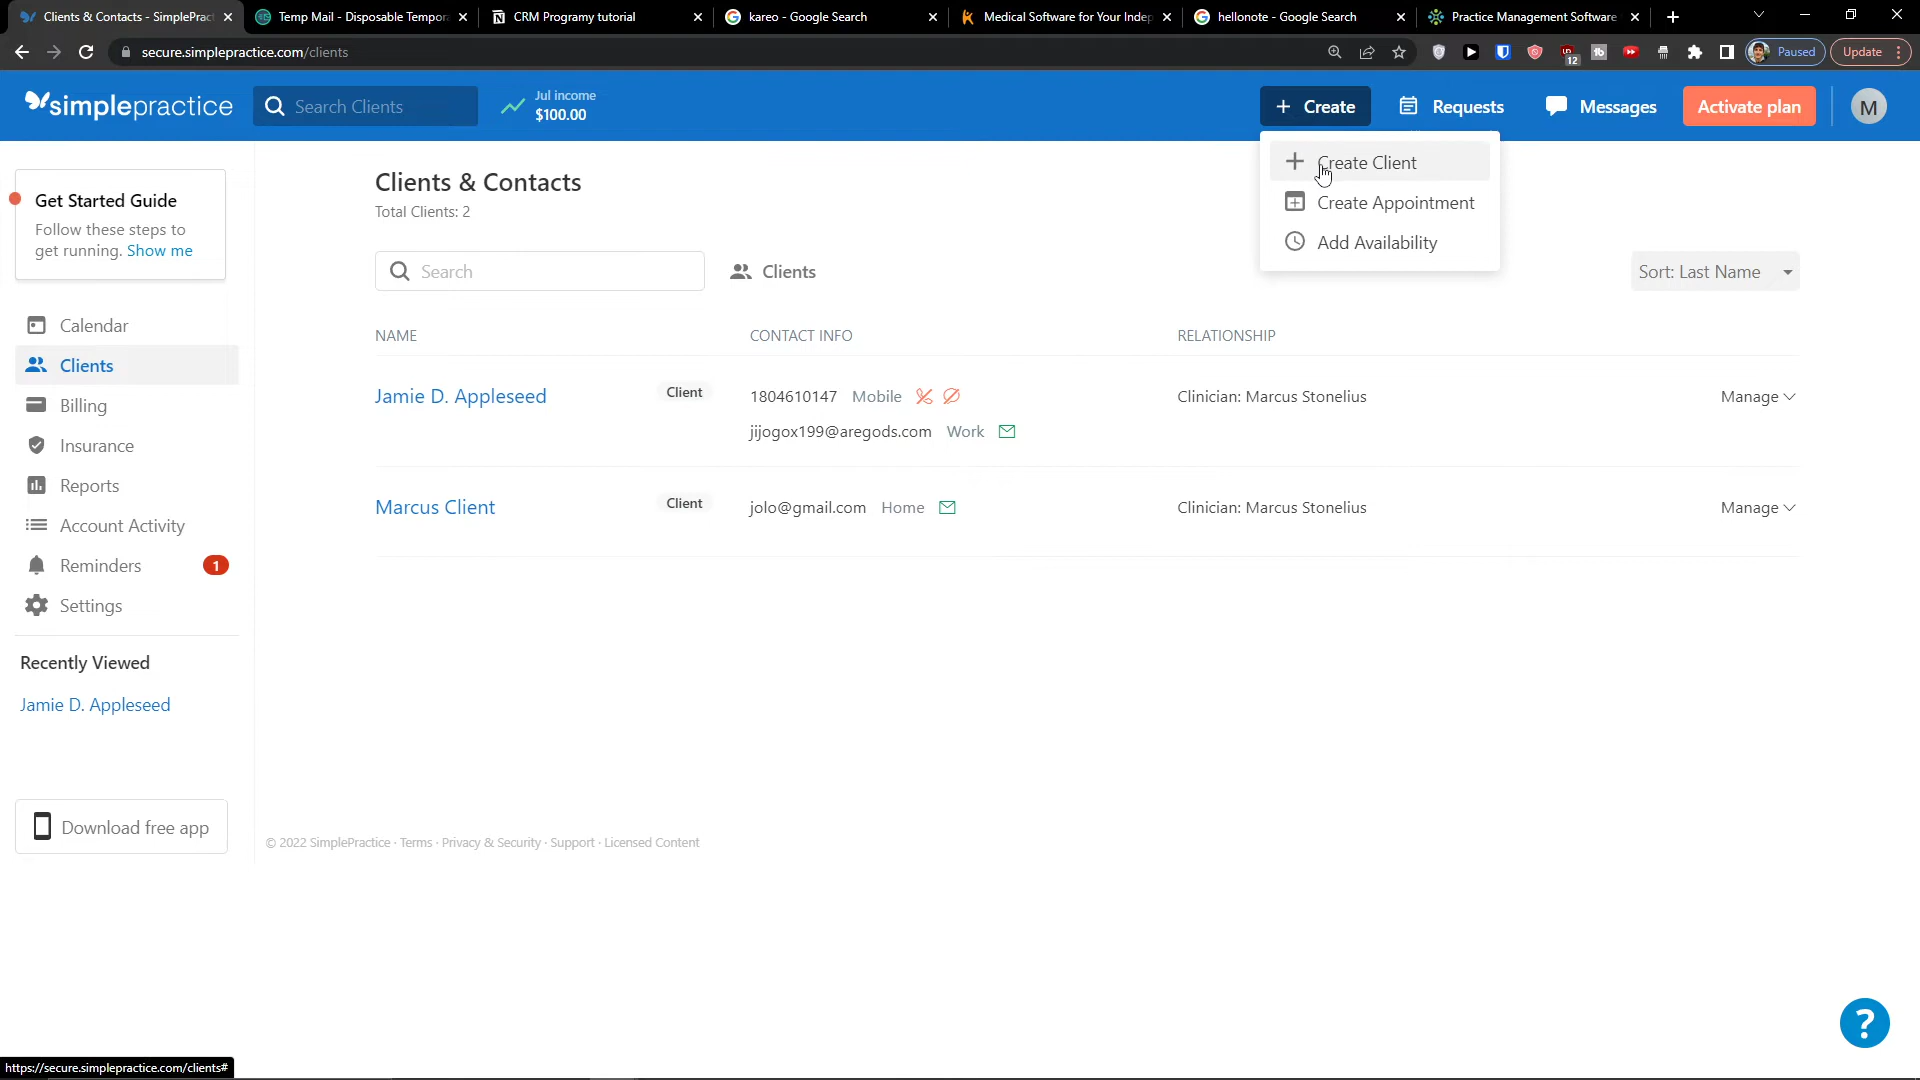 Clients & Contacts - SimplePract
Temp Mail - Disposable Tempora
CRM Programy tutorial
kareo - Google Search
Medical Software for Your Indep
hellonote - Google Search
Practice Management Software
secure.simplepractice.com/clients
12
Paused
Update
simplepractice
Search Clients
Jul income
$100.00
Create
Requests
Messages
Activate plan
M
Create Client
Create Appointment
Add Availability
Get Started Guide
Follow these steps to
get running. Show me
Calendar
Clients
Billing
Insurance
Reports
Account Activity
Reminders
1
Settings
Recently Viewed
Jamie D. Appleseed
Download free app
Clients & Contacts
Total Clients: 2
Search
Clients
Sort: Last Name
NAME
CONTACT INFO
RELATIONSHIP
Jamie D. Appleseed
Client
1804610147 Mobile
Clinician: Marcus Stonelius
Manage
jijogox199@aregods.com Work
Marcus Client
Client
jolo@gmail.com Home
Clinician: Marcus Stonelius
Manage
© 2022 SimplePractice · Terms · Privacy & Security · Support · Licensed Content
?
https://secure.simplepractice.com/clients#